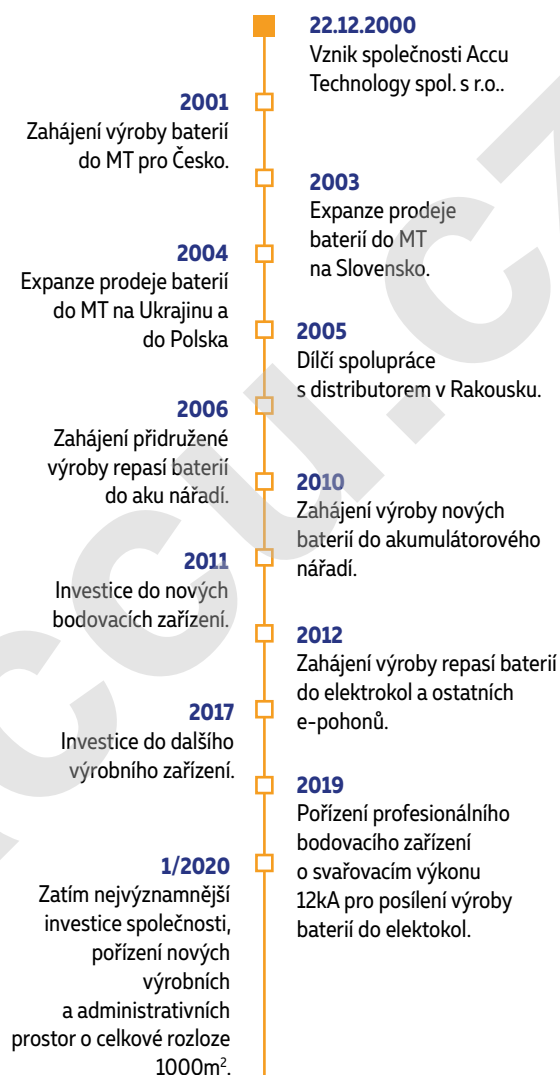 22.12.2000
Vznik společnosti Accu
Technology spol. s r.o..
2001
Zahájení výroby baterií
do MT pro Česko.
2003
Expanze prodeje
baterií do MT
na Slovensko.
2004
Expanze prodeje baterií
do MT na Ukrajinu a
do Polska
2005
Dílčí spolupráce
s distributorem v Rakousku.
2006
Zahájení přidružené
výroby repasí baterií
do aku nářadí.
2010
Zahájení výroby nových
baterií do akumulátorového
nářadí.
2011
Investice do nových
bodovacích zařízení.
2012
Zahájení výroby repasí baterií
do elektrokol a ostatních
e-pohonů.
2017
Investice do dalšího
výrobního zařízení.
2019
Pořízení profesionálního
bodovacího zařízení
o svařovacím výkonu
12kA pro posílení výroby
baterií do elektokol.
1/2020
Zatím nejvýznamnější
investice společnosti,
pořízení nových
výrobních
a administrativních
prostor o celkové rozloze
1000m².